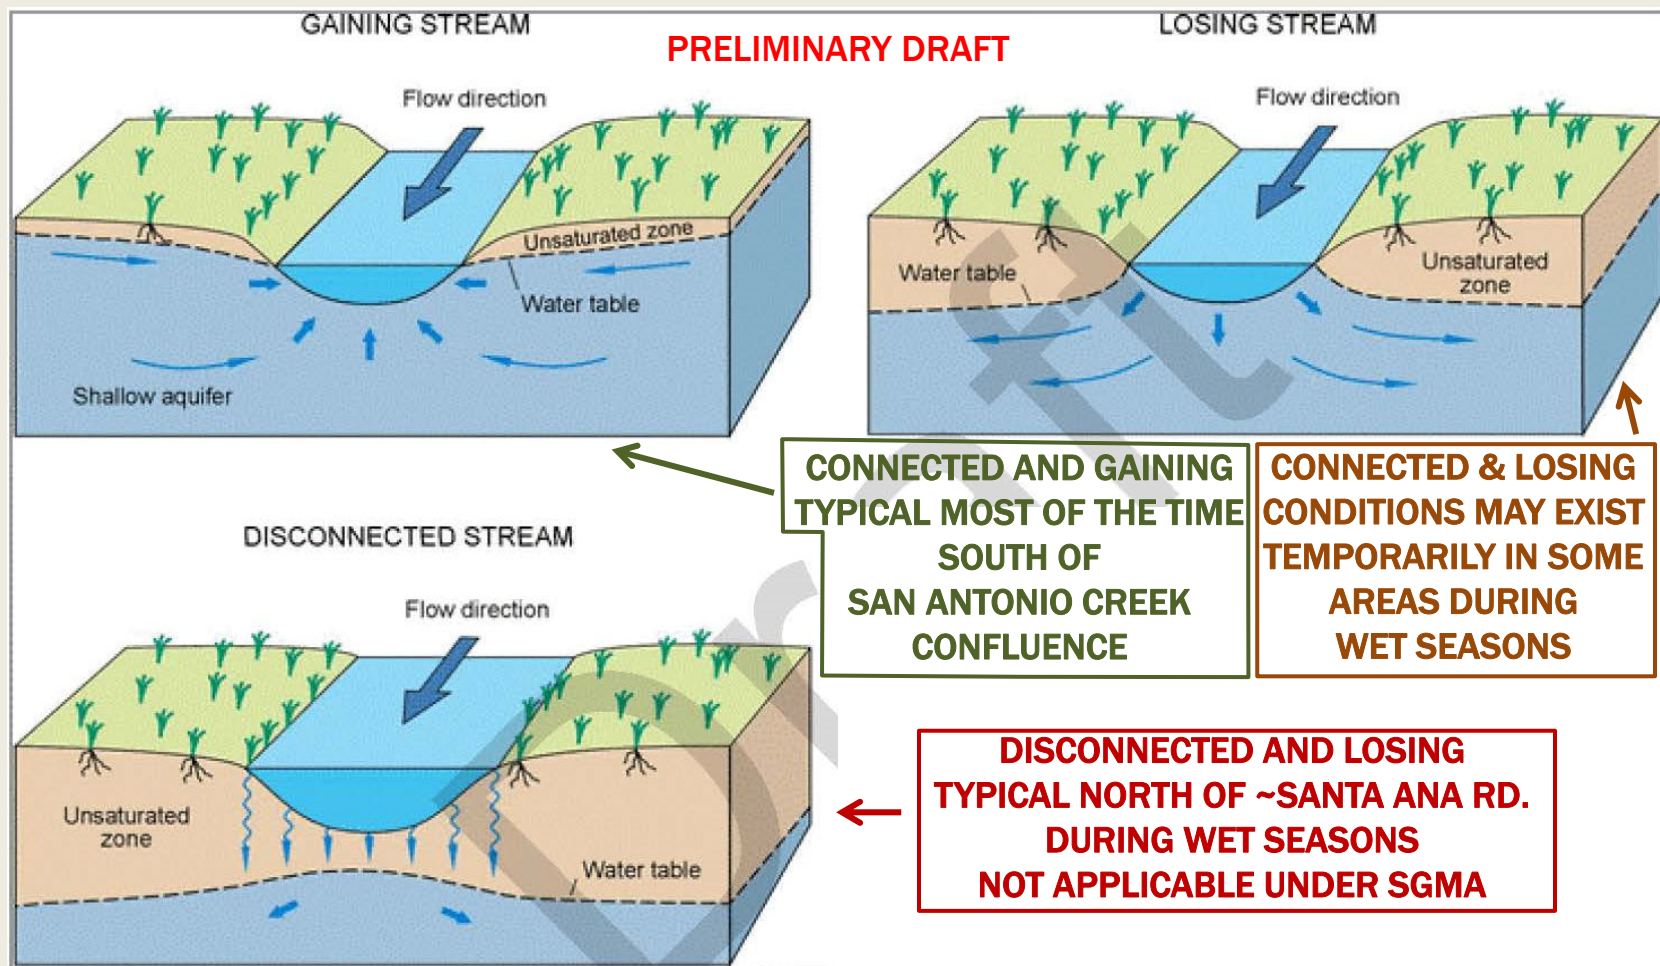 GAINING STREAM
PRELIMINARY DRAFT
LOSING STREAM
Flow direction
Unsaturated zone
Water table
Shallow aquifer
Flow direction
Water table
Unsaturated
zone
CONNECTED AND GAINING
TYPICAL MOST OF THE TIME
SOUTH OF
SAN ANTONIO CREEK
CONFLUENCE
CONNECTED & LOSING
CONDITIONS MAY EXIST
TEMPORARILY IN SOME
AREAS DURING
WET SEASONS
DISCONNECTED STREAM
Flow direction
Unsaturated
zone
Water table
DISCONNECTED AND LOSING
TYPICAL NORTH OF ~SANTA ANA RD.
DURING WET SEASONS
NOT APPLICABLE UNDER SGMA
Draft